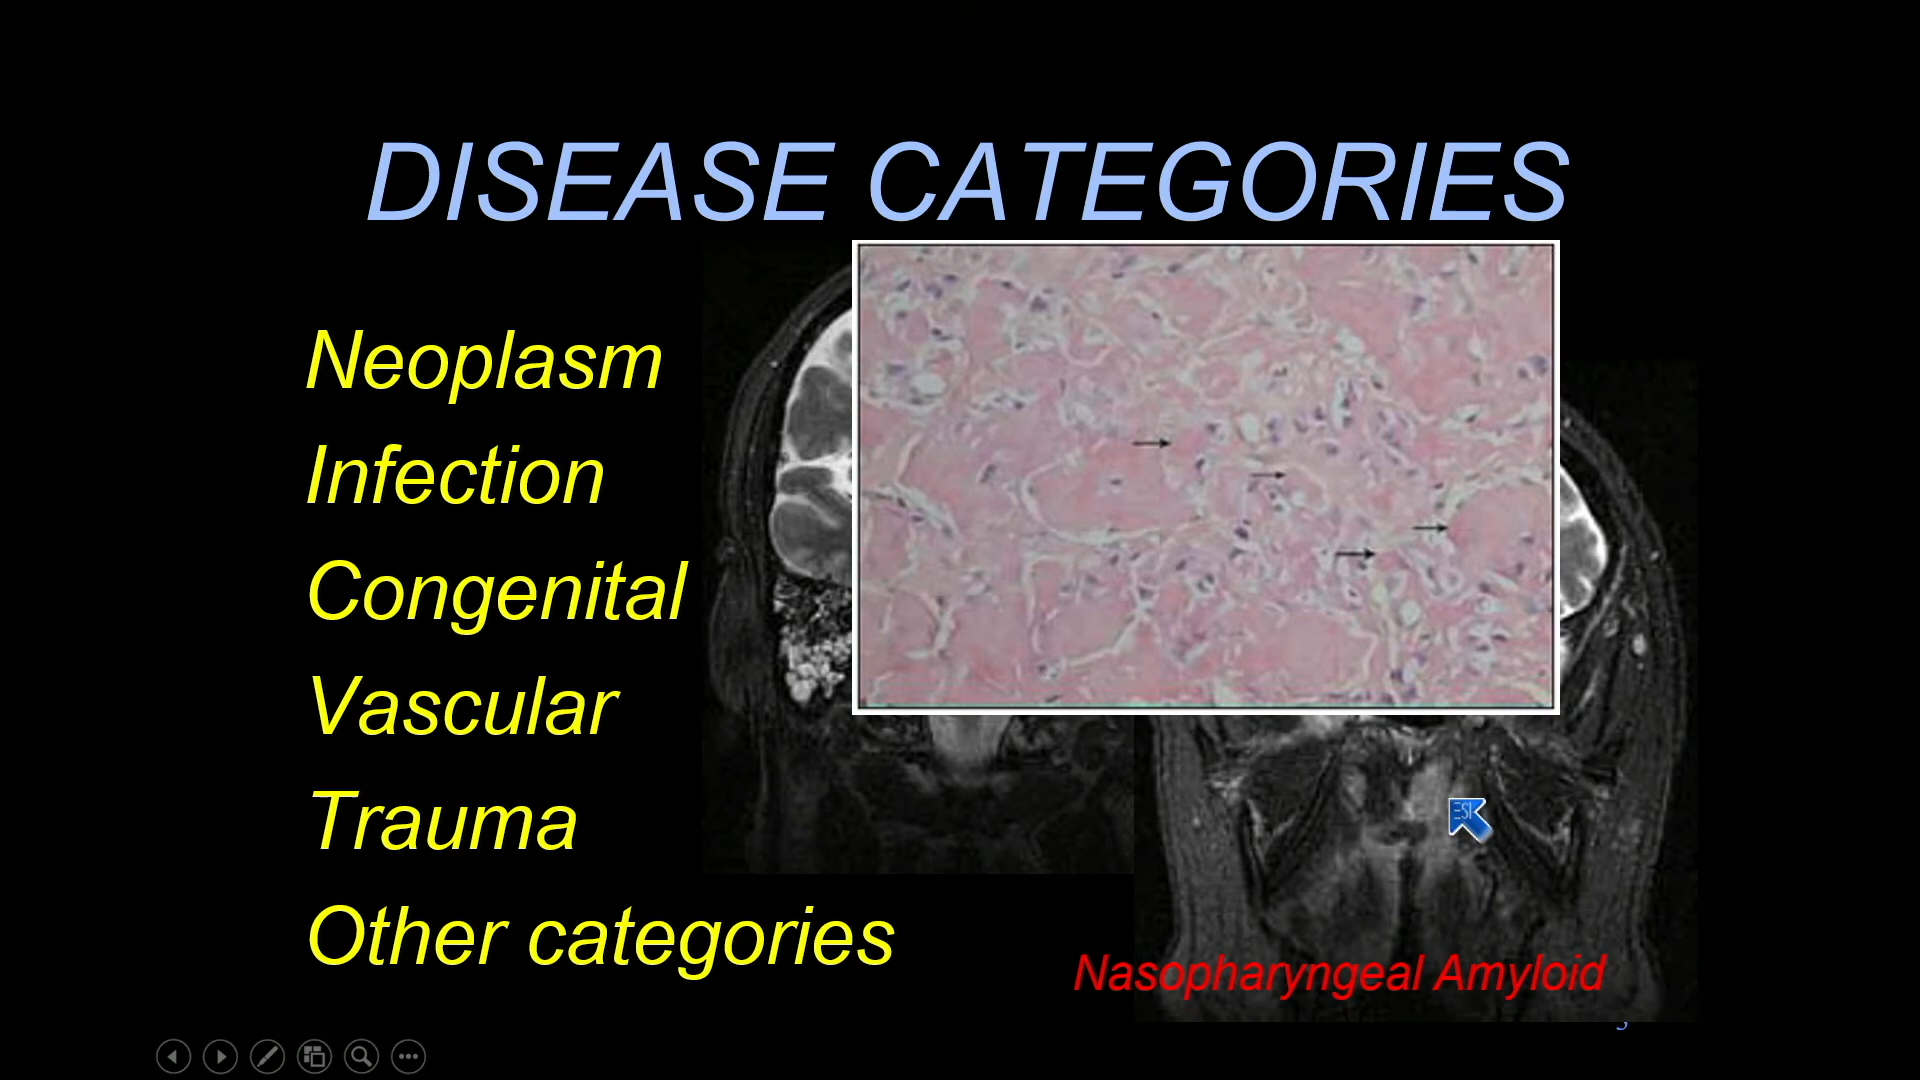 DISEASE CATEGORIES
Neoplasm
Infection
Congenital
Vascular
Trauma
Other categories
Nasopharyngeal Amyloid